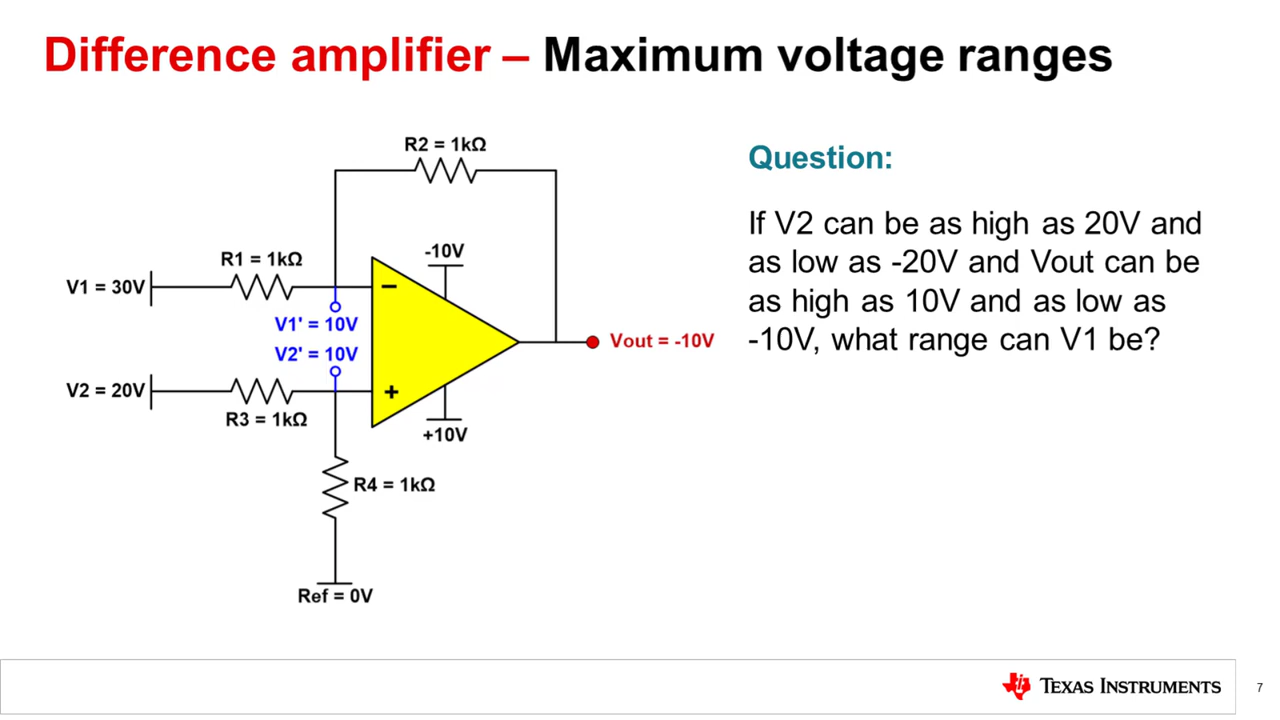 Difference amplifier – Maximum voltage ranges
R2 = 1kΩ
Question:
If V2 can be as high as 20V and
as low as -20V and Vout can be
as high as 10V and as low as
-10V, what range can V1 be?
-10V
R1 = 1kΩ
V1 = 30V
−
V1' = 10V
V2' = 10V
Vout = -10V
V2 = 20V
+
R3 = 1kΩ
+10V
R4 = 1kΩ
Ref = 0V
TEXAS INSTRUMENTS
7